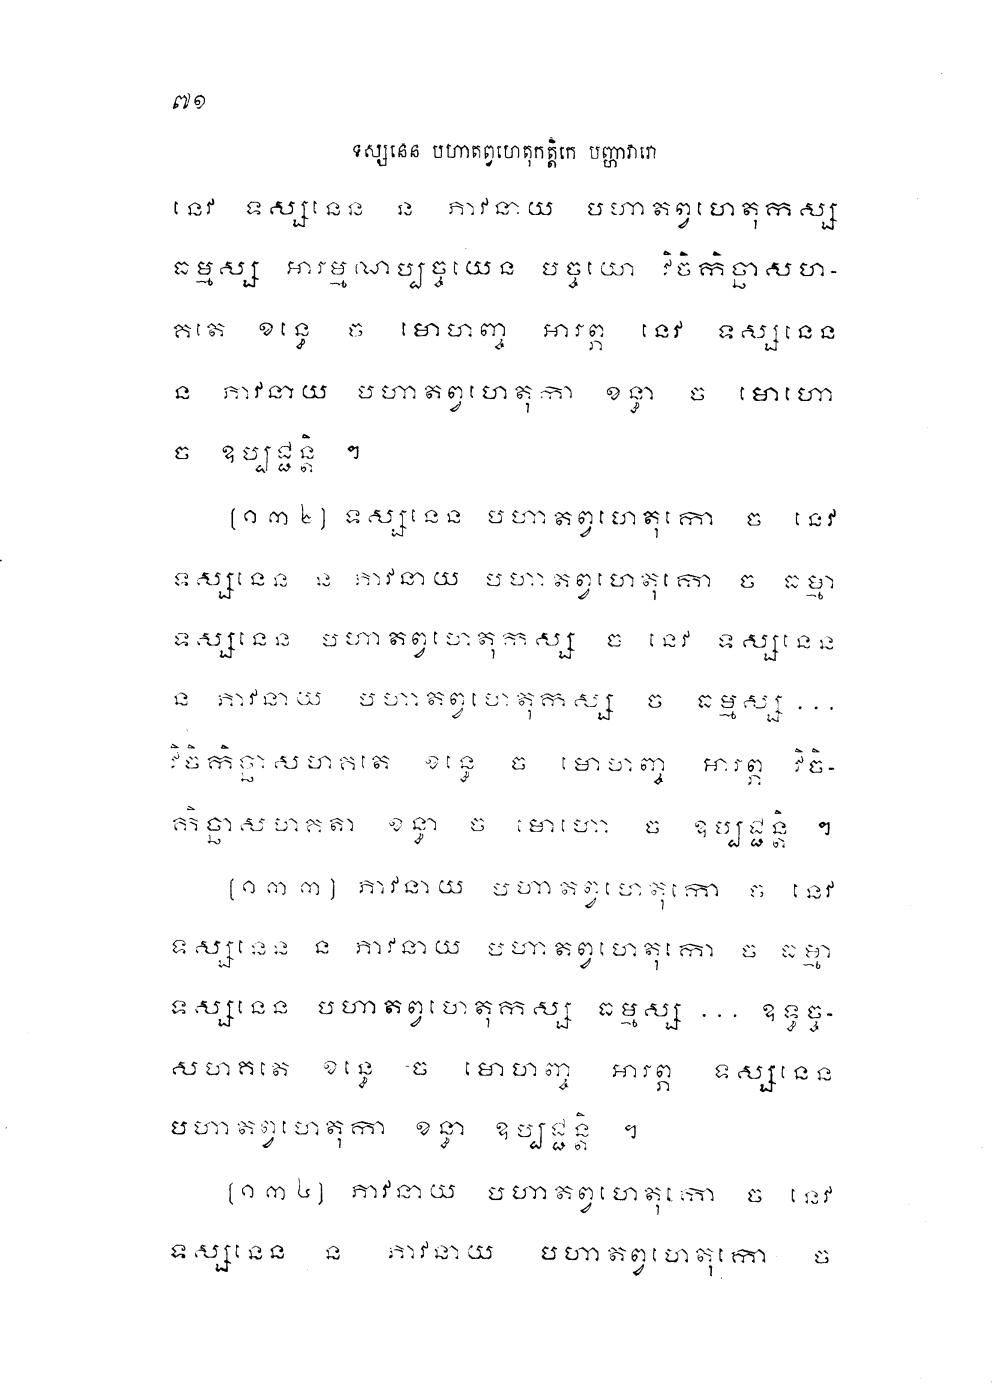 ៧១
ទស្សនេន បហាតព្វហេតុកត្តិកេ បញ្ហាវារោ
នេវ ទស្សនេន ន ភាវនាយ បហាតព្វហេតុកស្ស
ធម្មស្ស អារម្មណប្បច្ចយេន បច្ចយោ វិចិកិច្ឆាសហ-
គតេ ខន្ធេ ច មោហញ្ច អារព្ភ នេវ ទស្សនេន
ន ភាវនាយ បហាតព្វហេតុកា ខន្ធា ច មោហោ
ច ឧប្បជ្ជន្តិ ។
[១៣២] ទស្សនេន បហាតព្វហេតុកោ ច នេវ
ទស្សនេន ន ភាវនាយ បហាតព្វហេតុកោ ច ធម្មា
ទស្សនេន បហាតព្វហេតុកស្ស ច នេវ ទស្សនេន
ន ភាវនាយ បហាតព្វហេតុកស្ស ច ធម្មស្ស ...
វិចិកិច្ឆាសហគតេ ខន្ធេ ច មោហញ្ច អារព្ភ វិចិ-
កិច្ឆាសហគតា ខន្ធា ច មោហោ ច ឧប្បជ្ជន្តិ ។
[១៣៣] ភាវនាយ បហាតព្វហេតុកោ ច នេវ
ទស្សនេន ន ភាវនាយ បហាតព្វហេតុកោ ច ធម្មា
ទស្សនេន បហាតព្វហេតុកស្ស ធម្មស្ស ... ឧទ្ធច្ច-
សហគតេ ខន្ធេ ច មោហញ្ច អារព្ភ ទស្សនេន
បហាតព្វហេតុកា ខន្ធា ឧប្បជ្ជន្តិ ។
[១៣៤] ភាវនាយ បហាតព្វហេតុកោ ច នេវ
ទស្សនេន ន ភាវនាយ បហាតព្វហេតុកោ ច